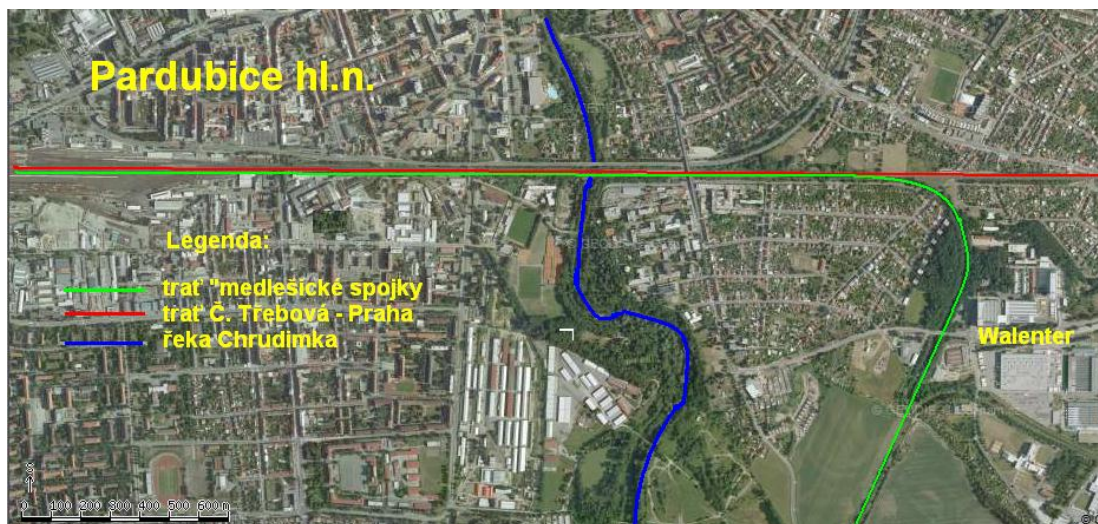 Pardubice hl.n.
Legenda:
trať "medlešické spojky
trať Č. Třebová - Praha
řeka Chrudimka
Walenter
0 100 200 300 400 500 600 m